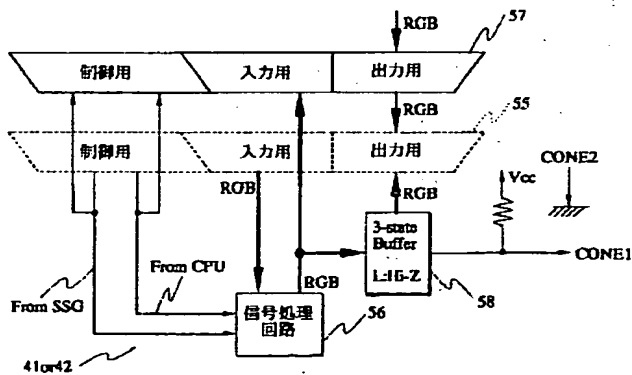 RGB
57
制御用
入力用
出力用
RGB
RGB
55
制御用
入力用
出力用
RGB
RGB
Vcc
CONE2
3-state
Buffer
L:Hi-Z
CONE1
From CPU
From SSG
RGB
58
信号処理
回路
56
41or42